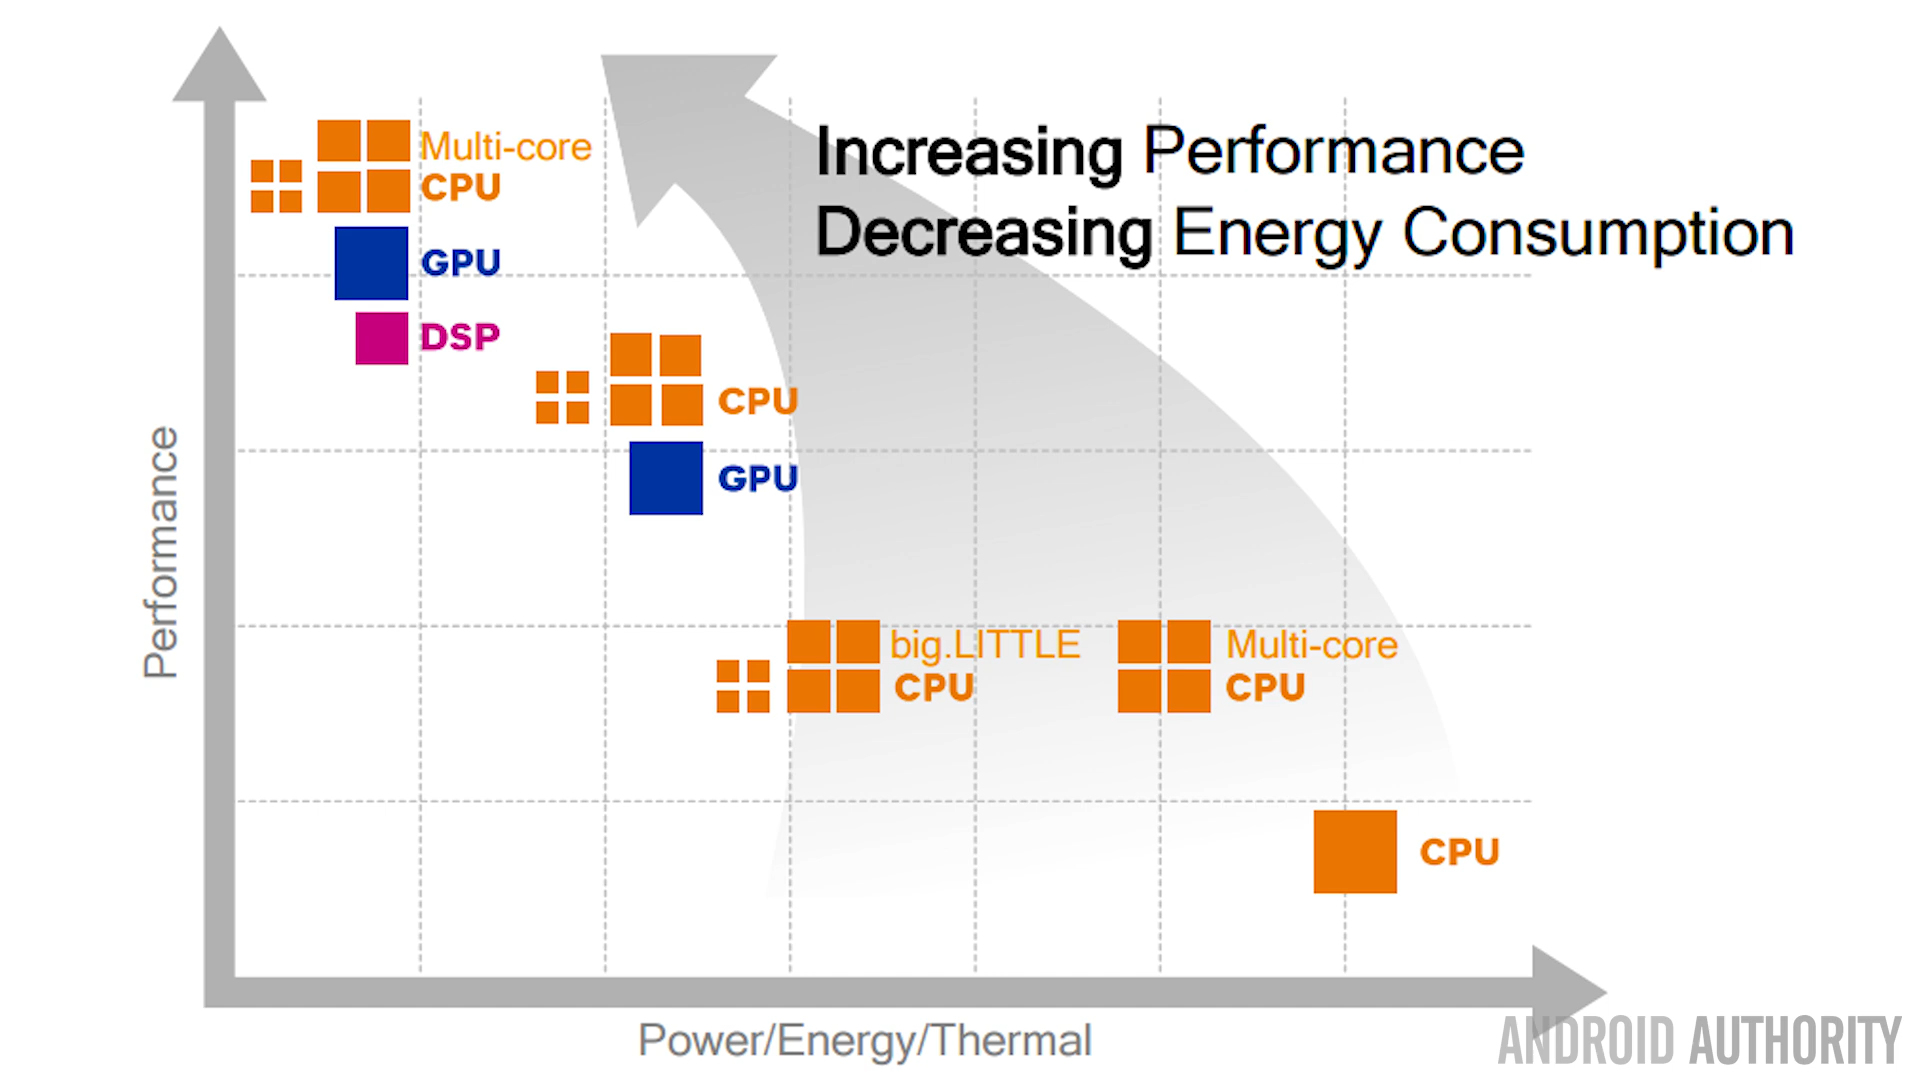 Increasing Performance
Decreasing Energy Consumption
Multi-core
CPU
GPU
DSP
CPU
GPU
big.LITTLE
CPU
Multi-core
CPU
CPU
Performance
Power/Energy/Thermal
ANDROID AUTHORITY